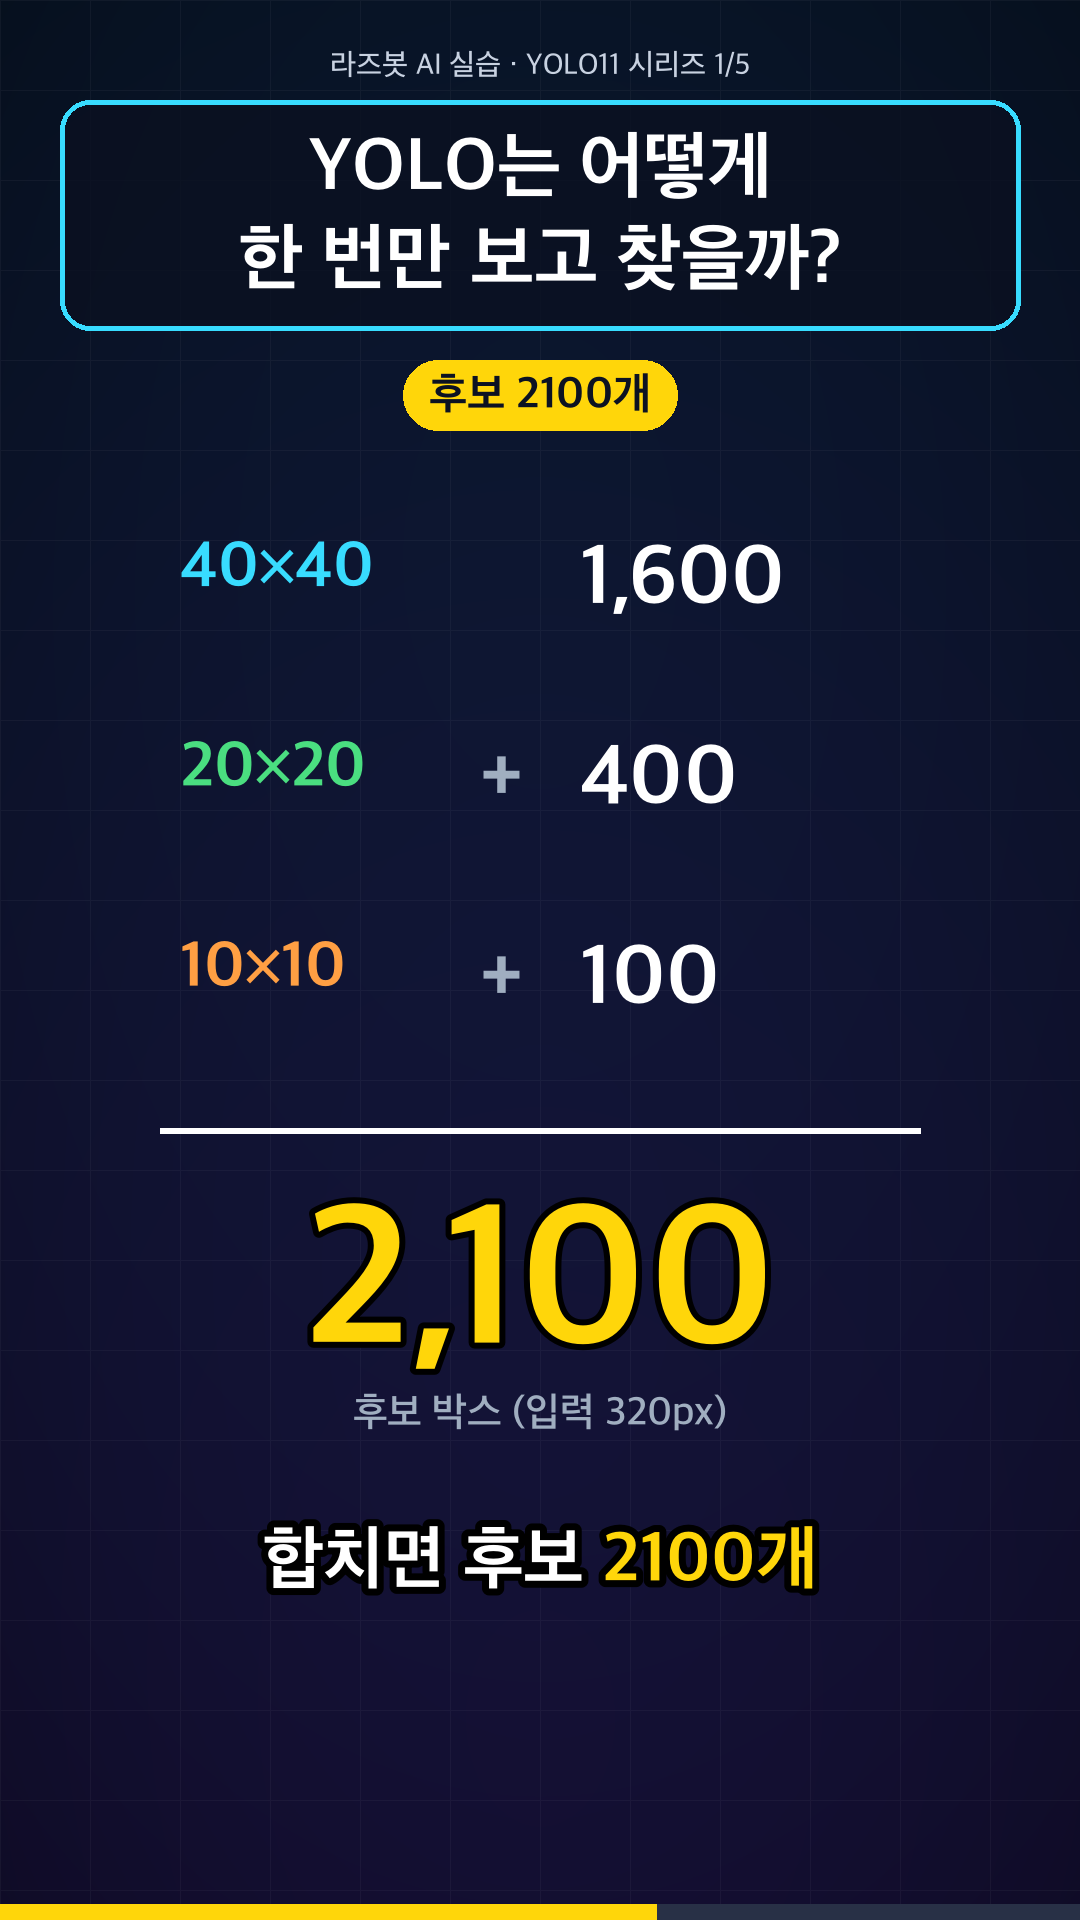 라즈봇 AI 실습 · YOLO11 시리즈 1/5
YOLO는 어떻게
한 번만 보고 찾을까?
후보 2100개
40×40 1,600
20×20 + 400
10×10 + 100
2,100
후보 박스 (입력 320px)
합치면 후보 2100개